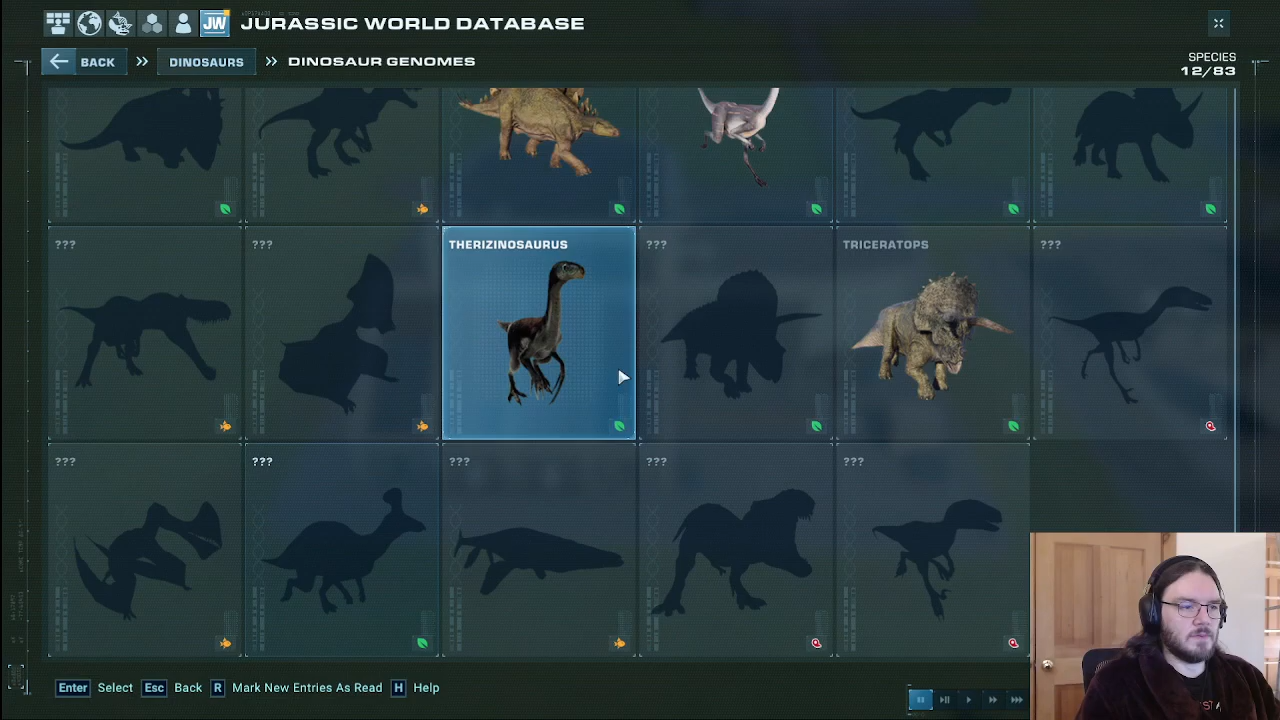 JW JURASSIC WORLD DATABASE
BACK » DINOSAURS » DINOSAUR GENOMES
SPECIES
12/83
??? ??? THERIZINOSAURUS ??? TRICERATOPS ???
??? ??? ??? ??? ???
Enter Select Esc Back R Mark New Entries As Read H Help